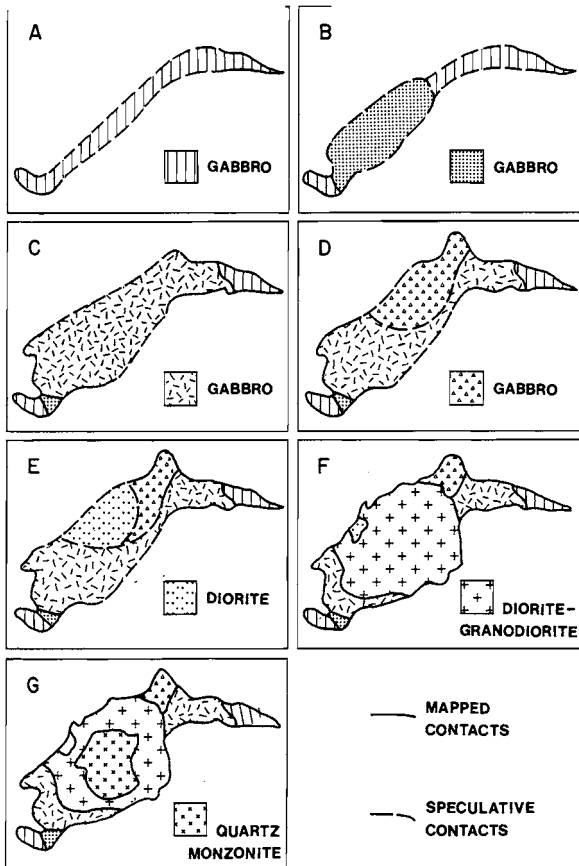 A
GABBRO
B
GABBRO
C
GABBRO
D
GABBRO
E
DIORITE
F
DIORITE-
GRANODIORITE
G
QUARTZ
MONZONITE
MAPPED
CONTACTS
SPECULATIVE
CONTACTS